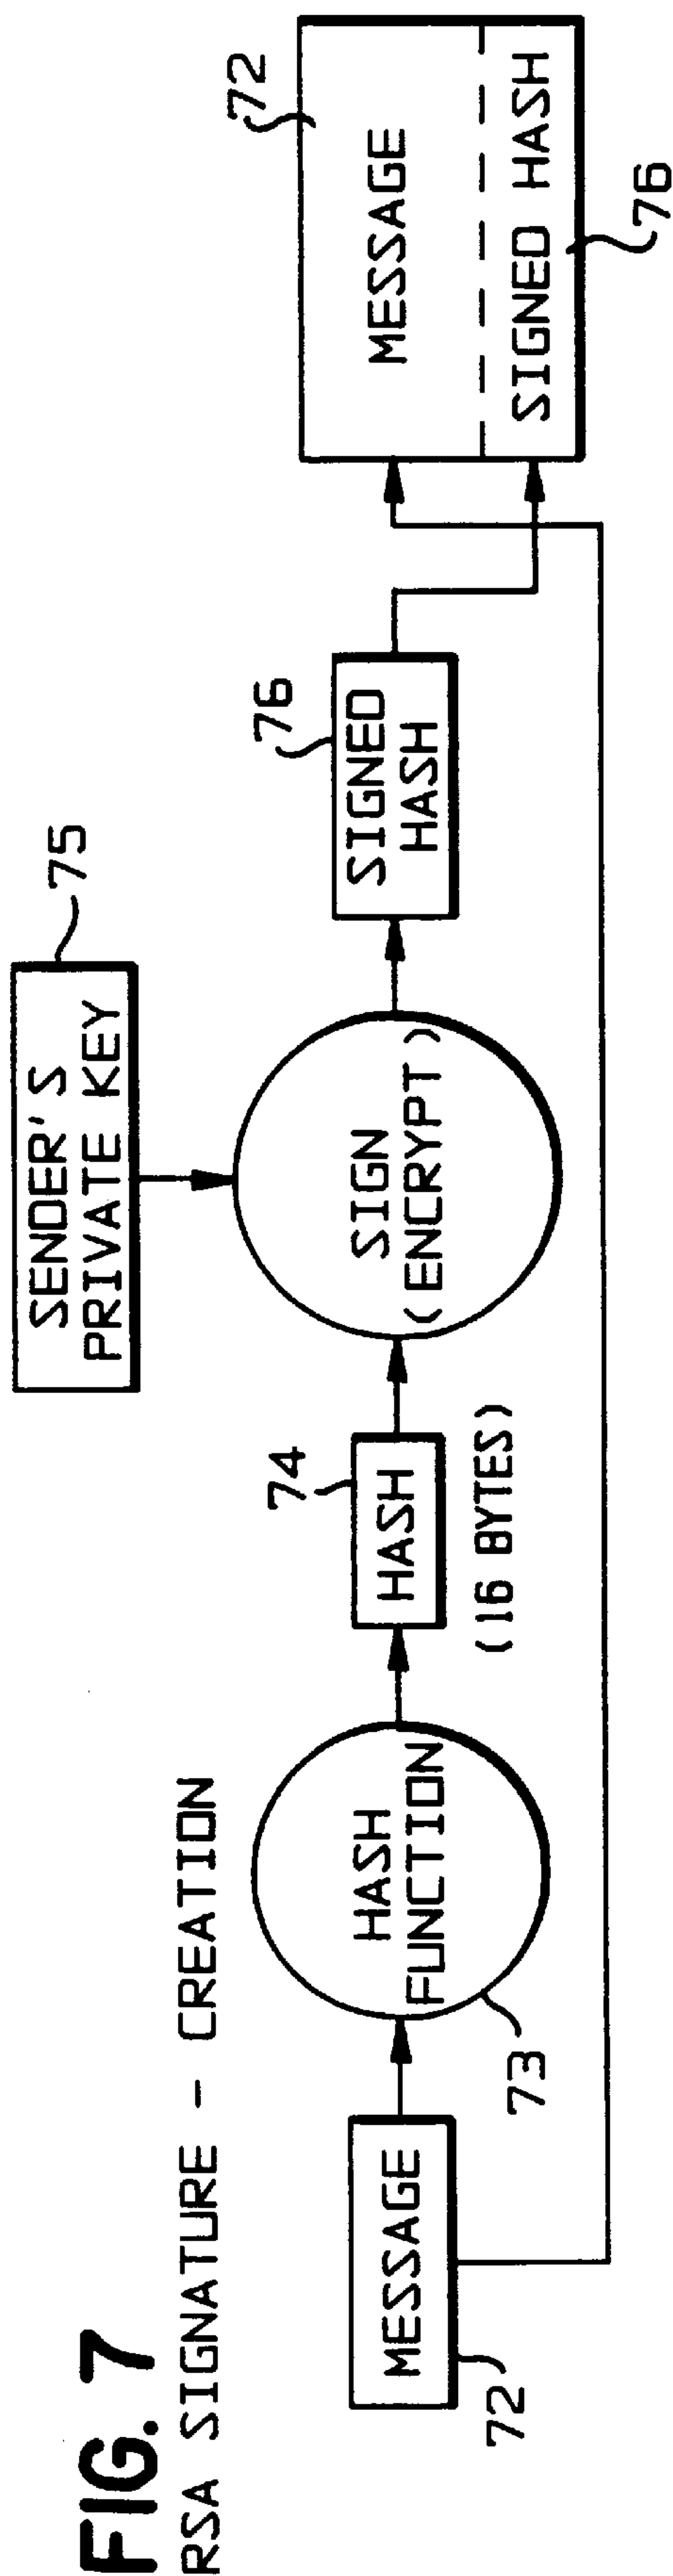 FIG. 7
RSA SIGNATURE - CREATION
SENDER'S
PRIVATE KEY
75
MESSAGE
72
HASH
FUNCTION
73
HASH
74
(16 BYTES)
SIGN
(ENCRYPT)
SIGNED
HASH
76
MESSAGE
72
SIGNED HASH
76